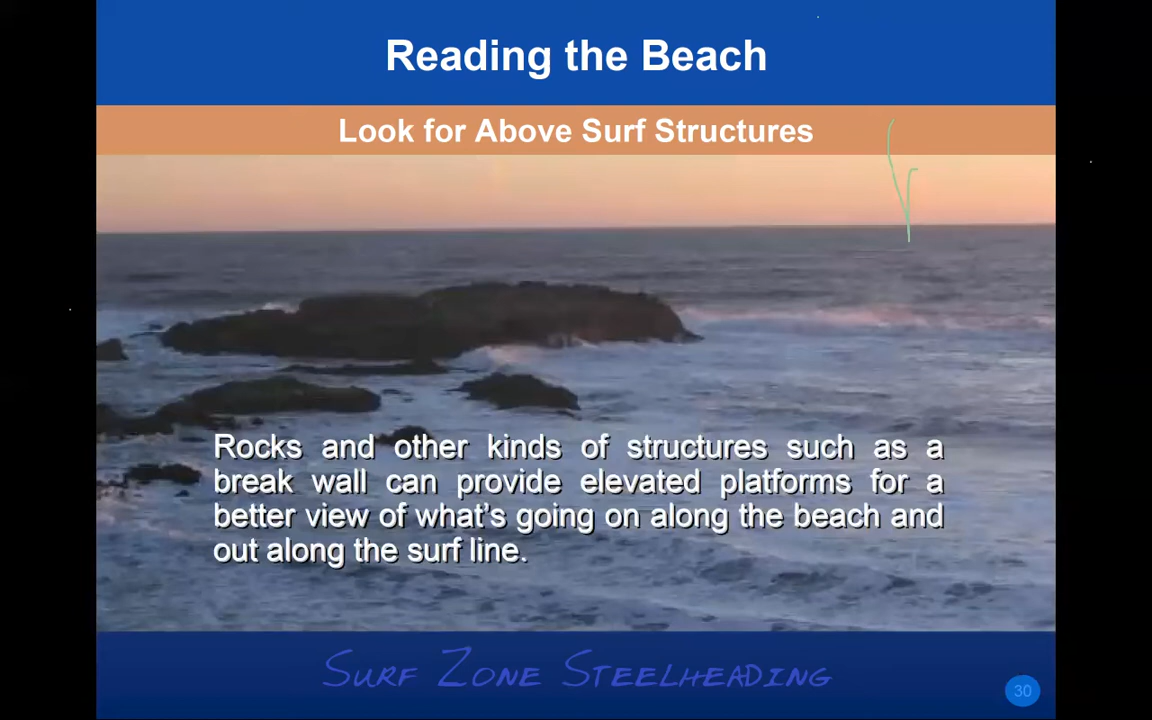 Reading the Beach
Look for Above Surf Structures
Rocks and other kinds of structures such as a
break wall can provide elevated platforms for a
better view of what's going on along the beach and
out along the surf line.
SURF ZONE STEELHEADING
30